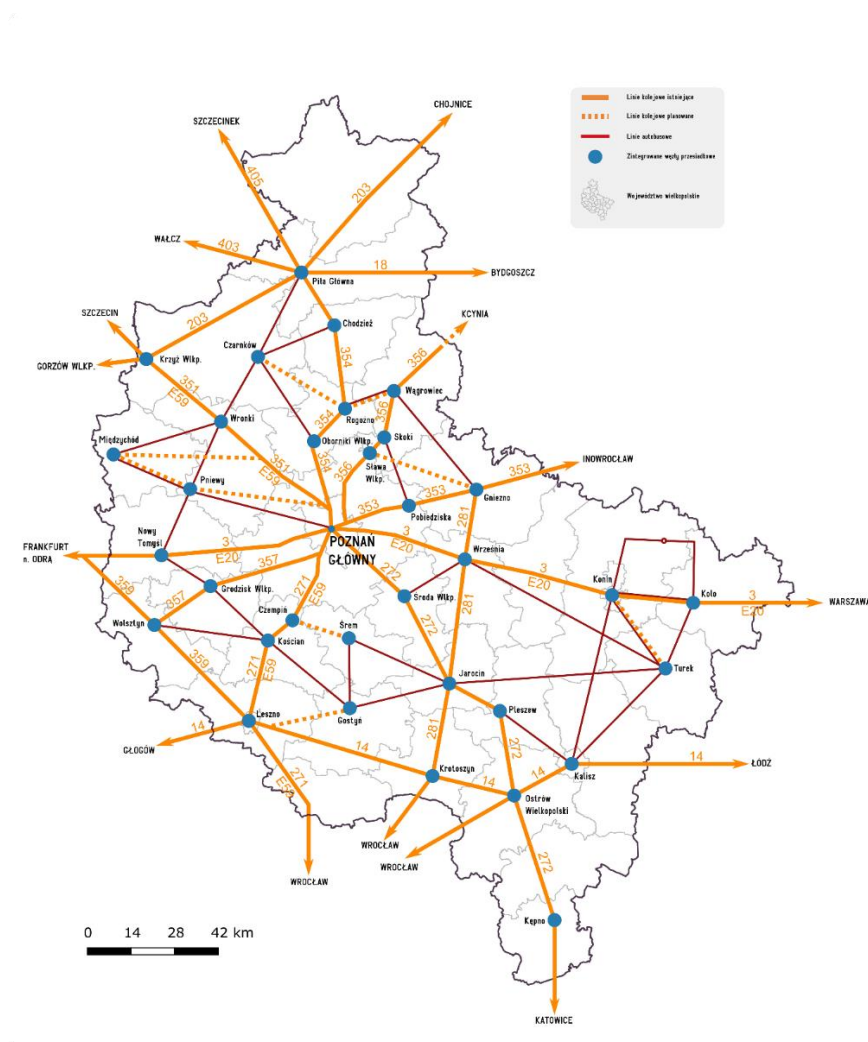 CHOJNICE
SZCZECINEK
Linie kolejowe istniejące
Linie kolejowe planowane
Linie autobusowe
Zintegrowane węzły przesiadkowe
Województwo wielkopolskie
405
203
WAŁCZ
403
18
BYDGOSZCZ
Piła Główna
SZCZECIN
203
KCYNIA
Chodzież
Czarnków
354
356
GORZÓW WLKP.
Krzyż Wlkp.
351
E59
Wągrowiec
Rogoźno
356
354
Wronki
Oborniki Wlkp.
Skoki
Międzychód
354
351
E59
356
Sława
Wlkp.
353
INOWROCŁAW
Pniewy
353
353
Gniezno
Pobiedziska
281
POZNAŃ
GŁÓWNY
3
E20
Nowy
Tomyśl
3
E20
FRANKFURT
n. ODRĄ
Września
357
272
3
E20
359
357
Grodzisk Wlkp.
271
E59
Czempiń
Środa Wlkp.
281
Konin
Koło
3
E20
WARSZAWA
Wolsztyn
Śrem
272
Kościan
359
271
E59
Jarocin
Turek
Gostyń
Pleszew
Leszno
14
GŁOGÓW
281
272
14
Kalisz
14
ŁÓDŹ
271
E59
Krotoszyn
14
14
Ostrów
Wielkopolski
WROCŁAW
WROCŁAW
WROCŁAW
272
Kępno
0 14 28 42 km
KATOWICE